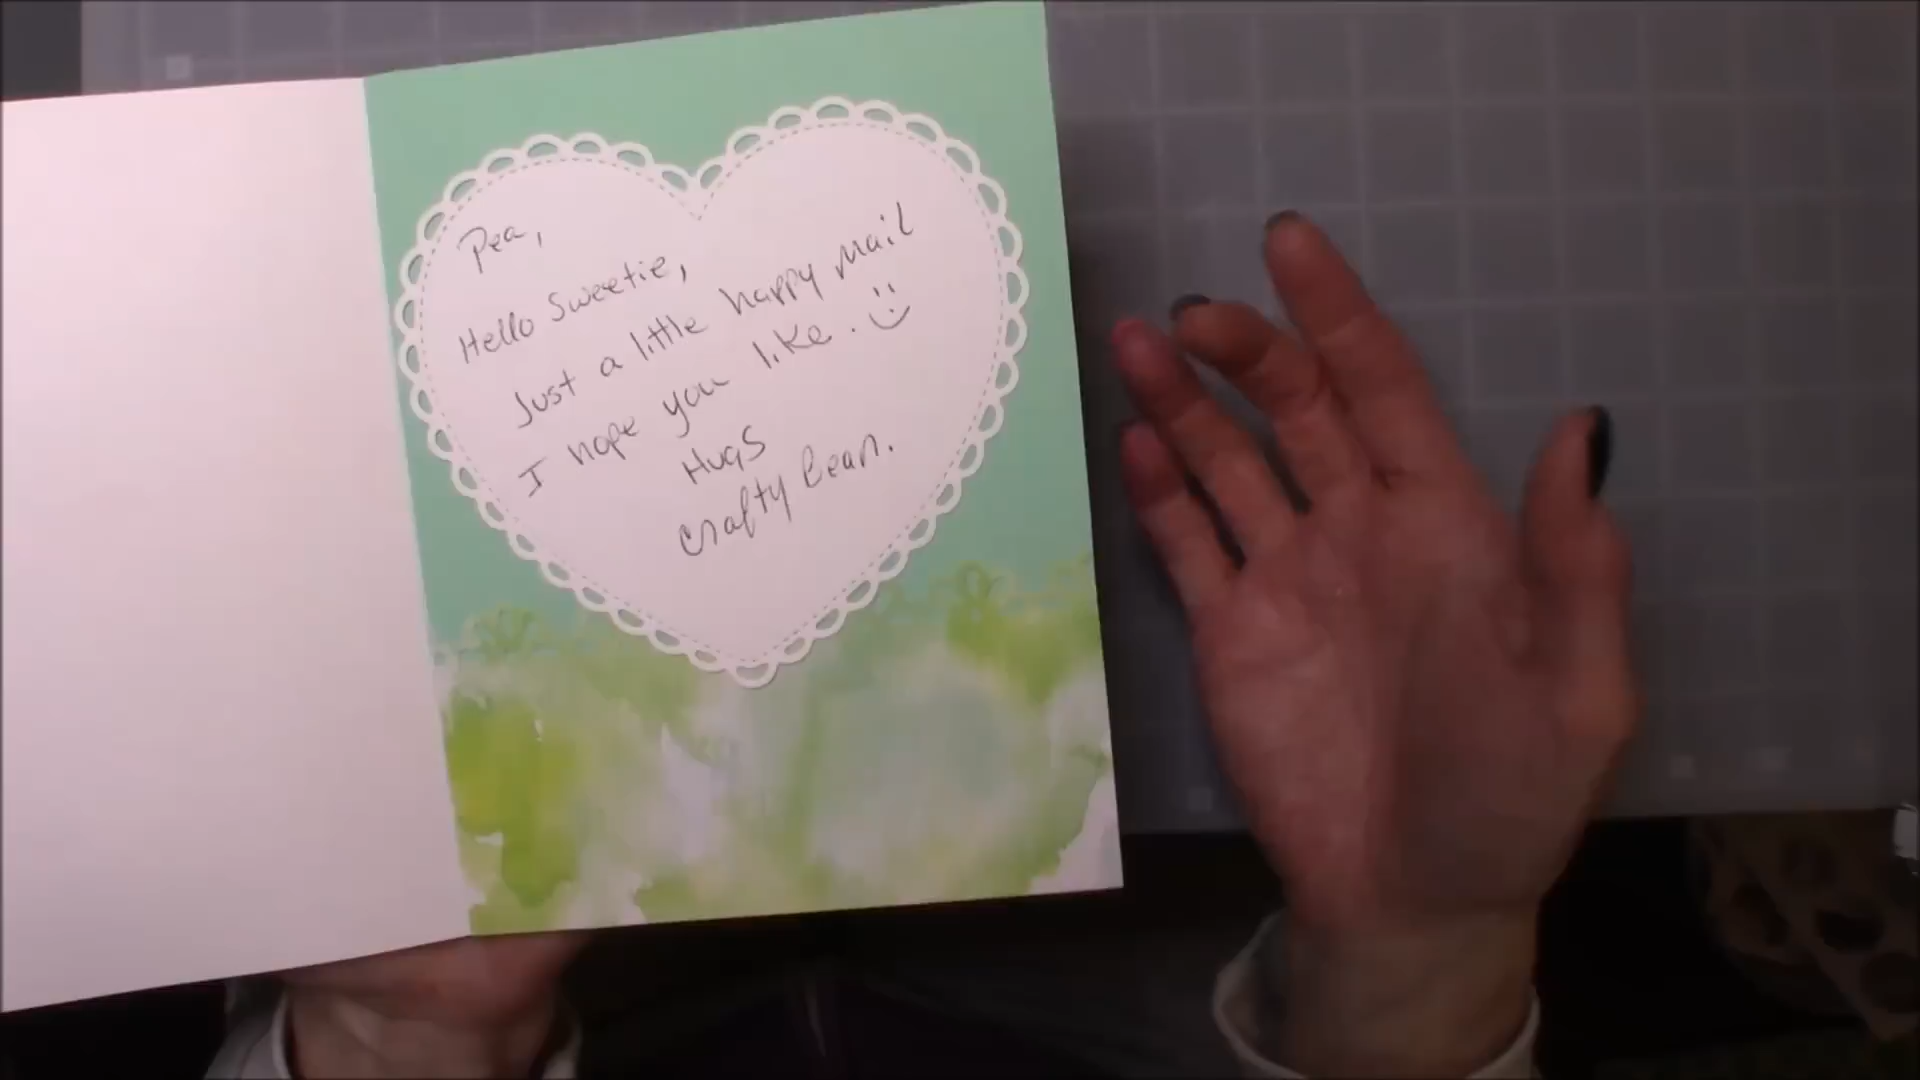 Pea,
Hello Sweetie,
Just a little happy mail
I hope you like. :)
Hugs
Crafty Bean.